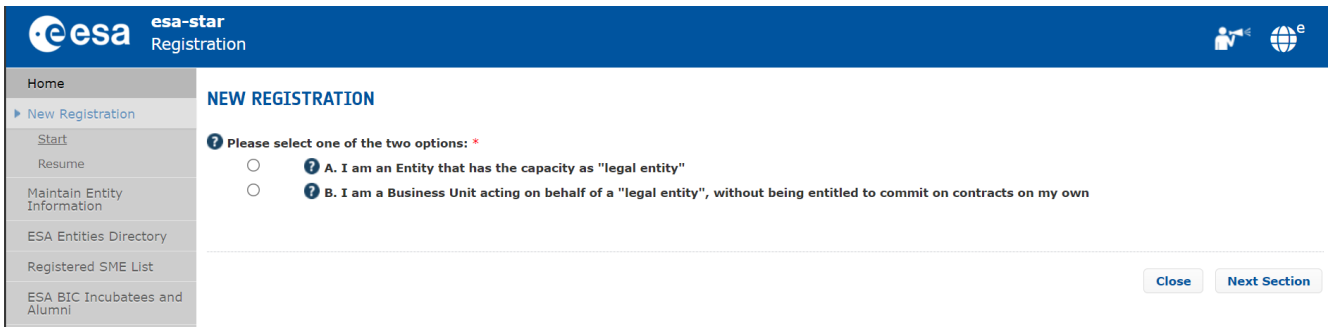 esa
esa-star
Registration
e
Home
New Registration
Start
Resume
Maintain Entity
Information
ESA Entities Directory
Registered SME List
ESA BIC Incubatees and
Alumni
NEW REGISTRATION
? Please select one of the two options: *
? A. I am an Entity that has the capacity as "legal entity"
? B. I am a Business Unit acting on behalf of a "legal entity", without being entitled to commit on contracts on my own
Close
Next Section